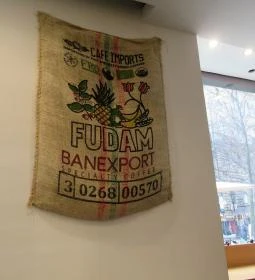 CAFE IMPORTS
FUDAM
BANEXPORT
SPECIALTY COFFEE
3 0268 00570